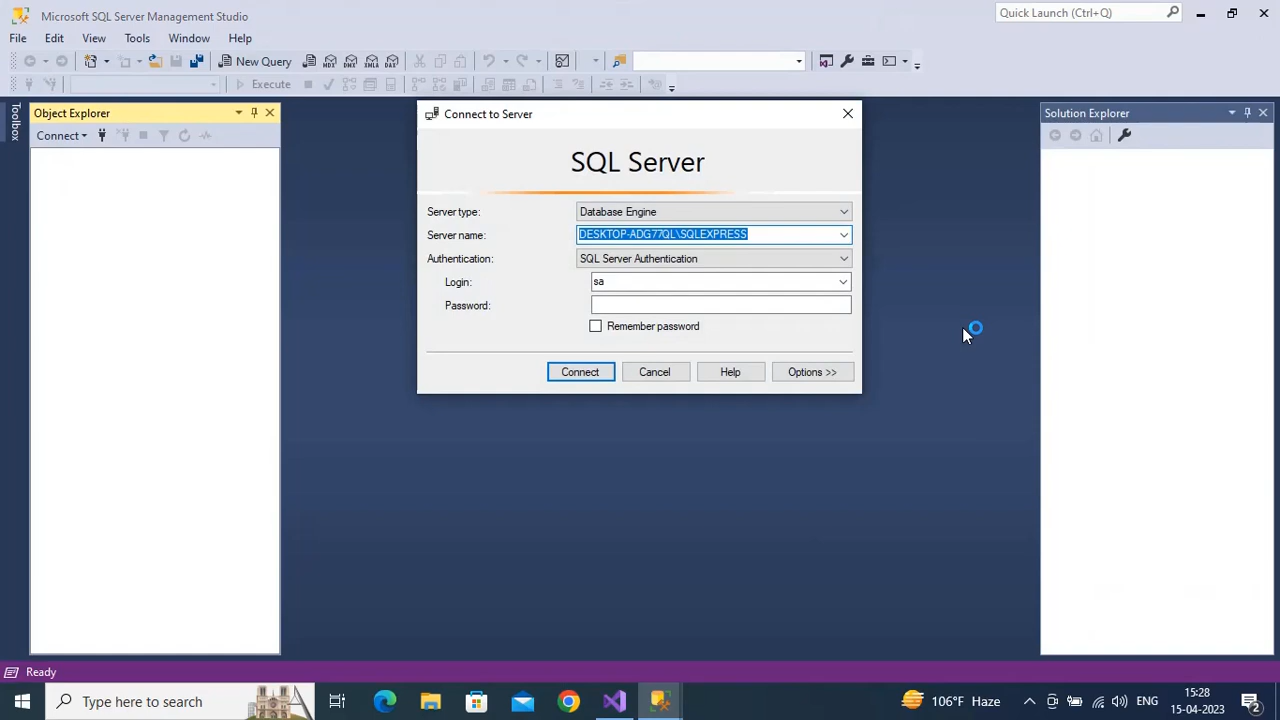 Microsoft SQL Server Management Studio
Quick Launch (Ctrl+Q)
File Edit View Tools Window Help
New Query
Execute
Toolbox
Object Explorer
Connect
Connect to Server
SQL Server
Server type: Database Engine
Server name: DESKTOP-ADG77QL\SQLEXPRESS
Authentication: SQL Server Authentication
Login: sa
Password:
Remember password
Connect Cancel Help Options >>
Solution Explorer
Ready
Type here to search
106°F Haze
ENG
15:28
15-04-2023
2